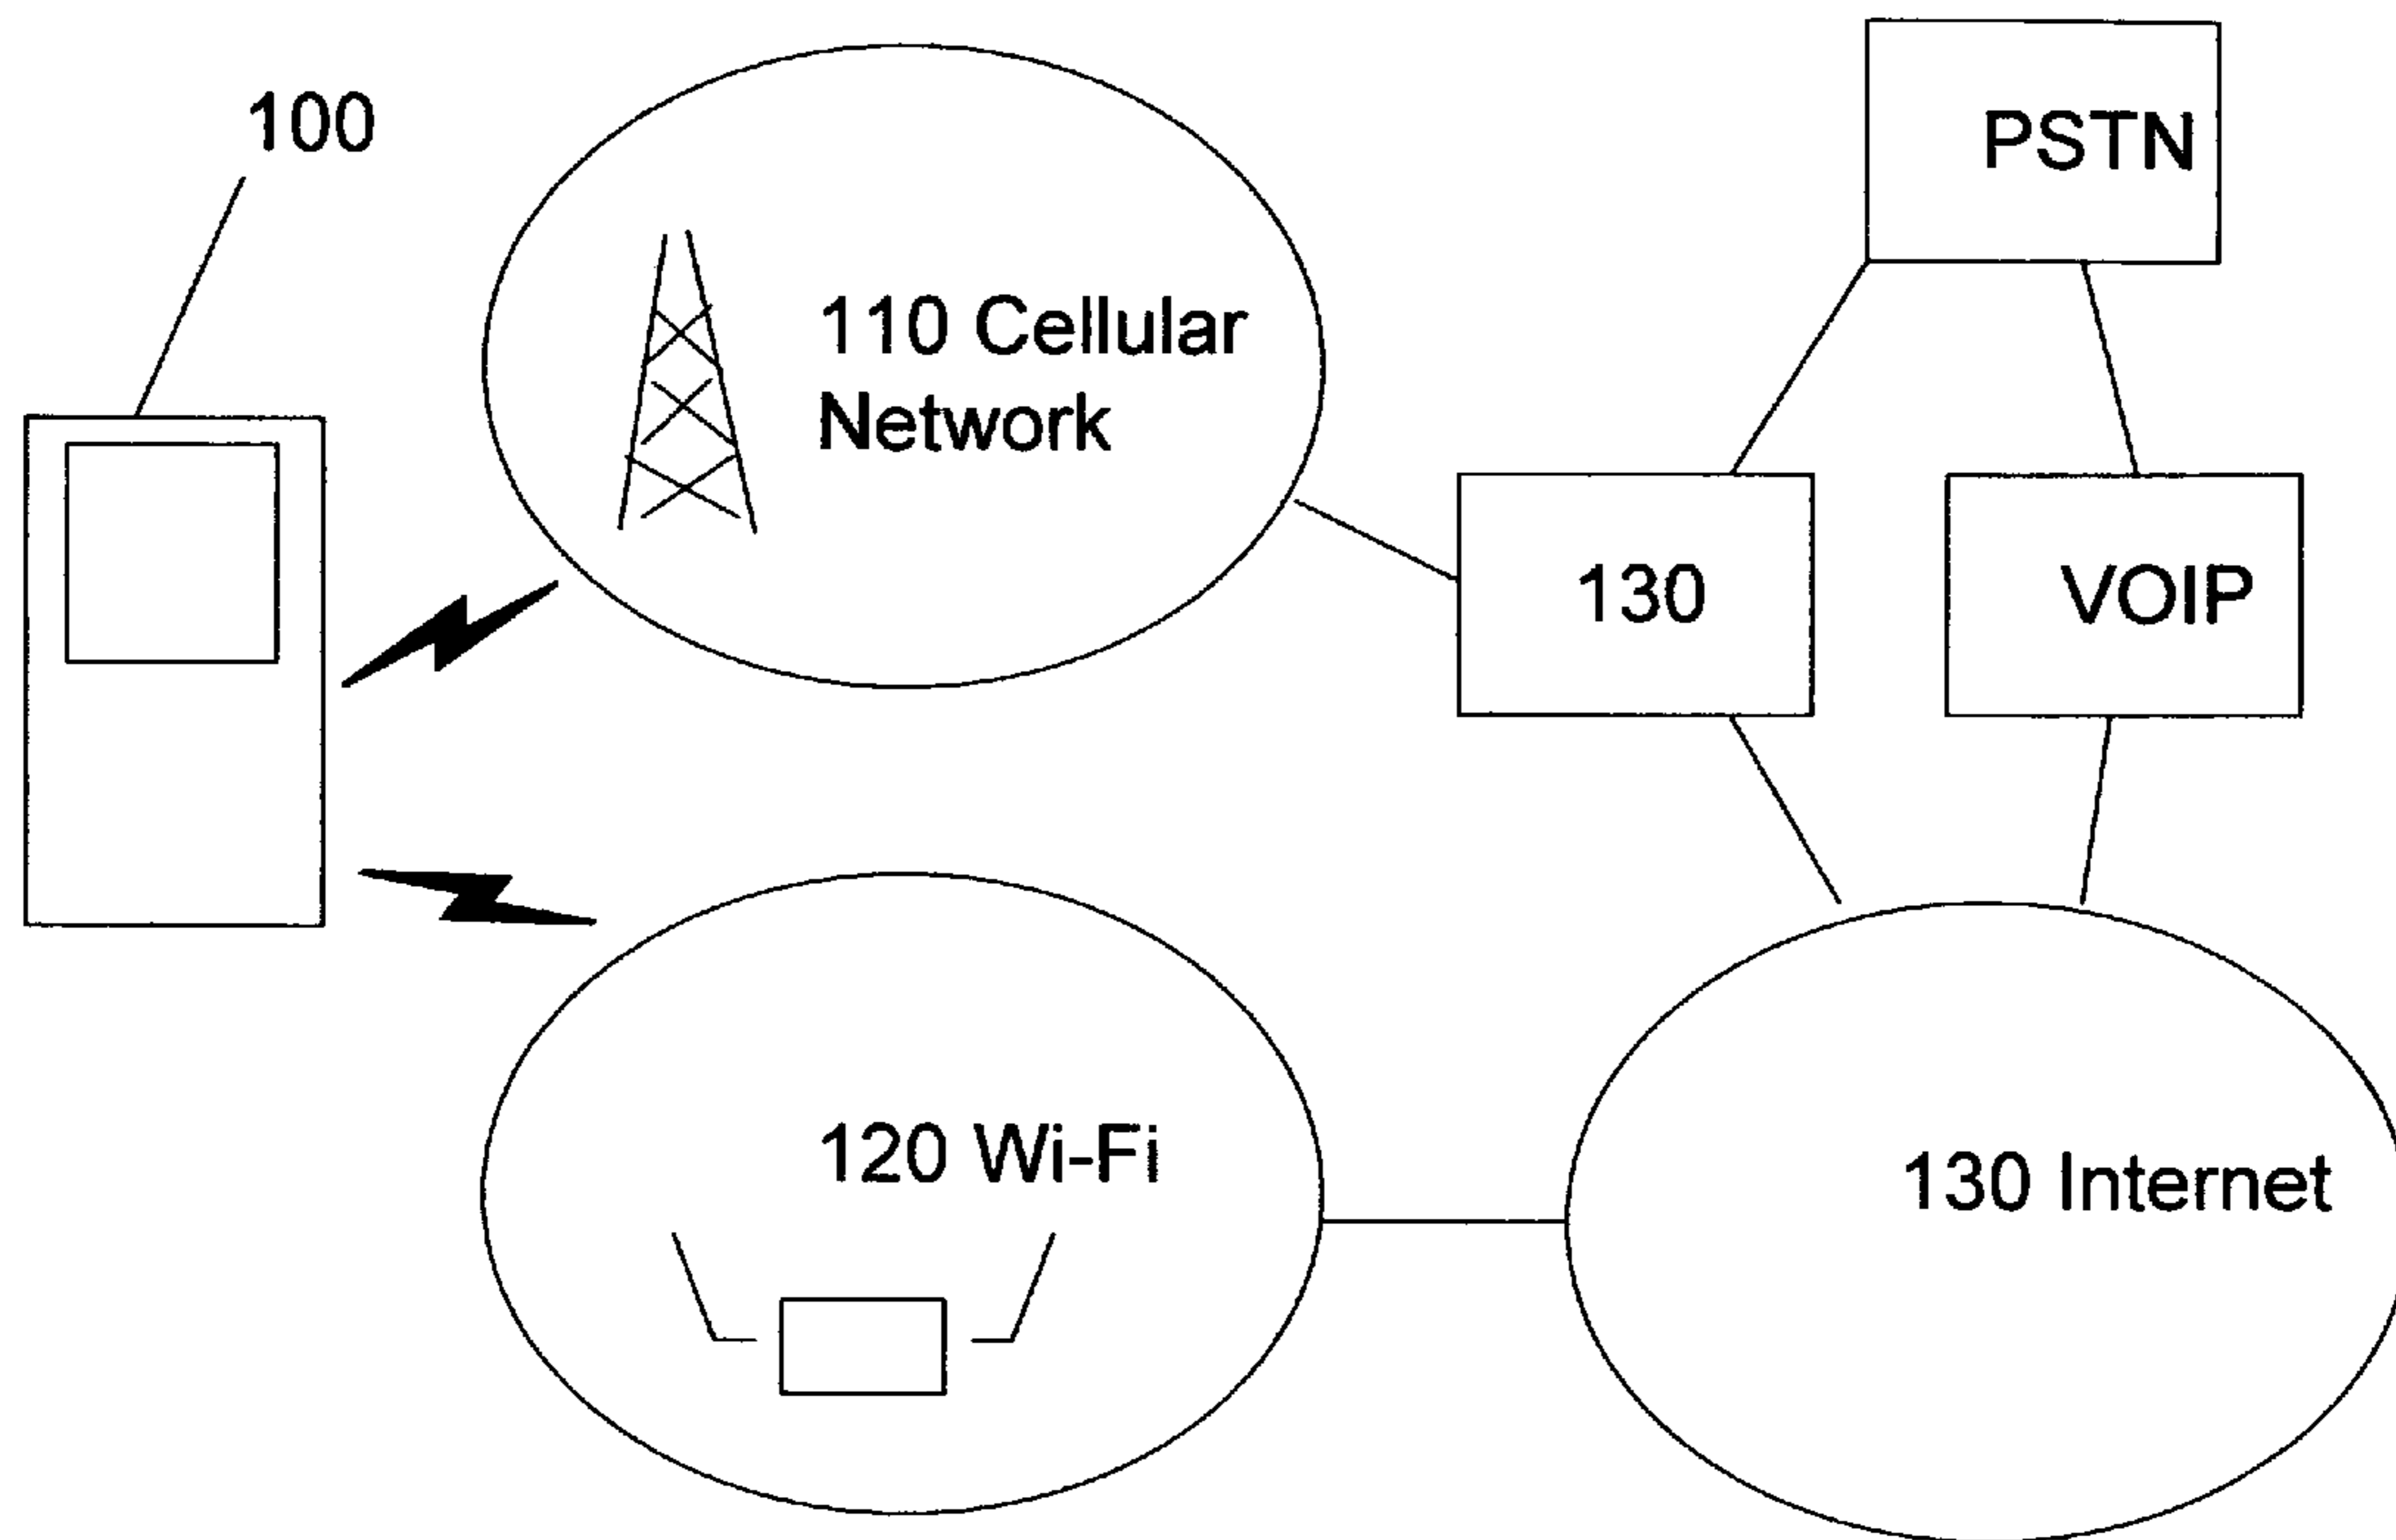 100
110 Cellular
Network
PSTN
130
VOIP
120 Wi-Fi
130 Internet